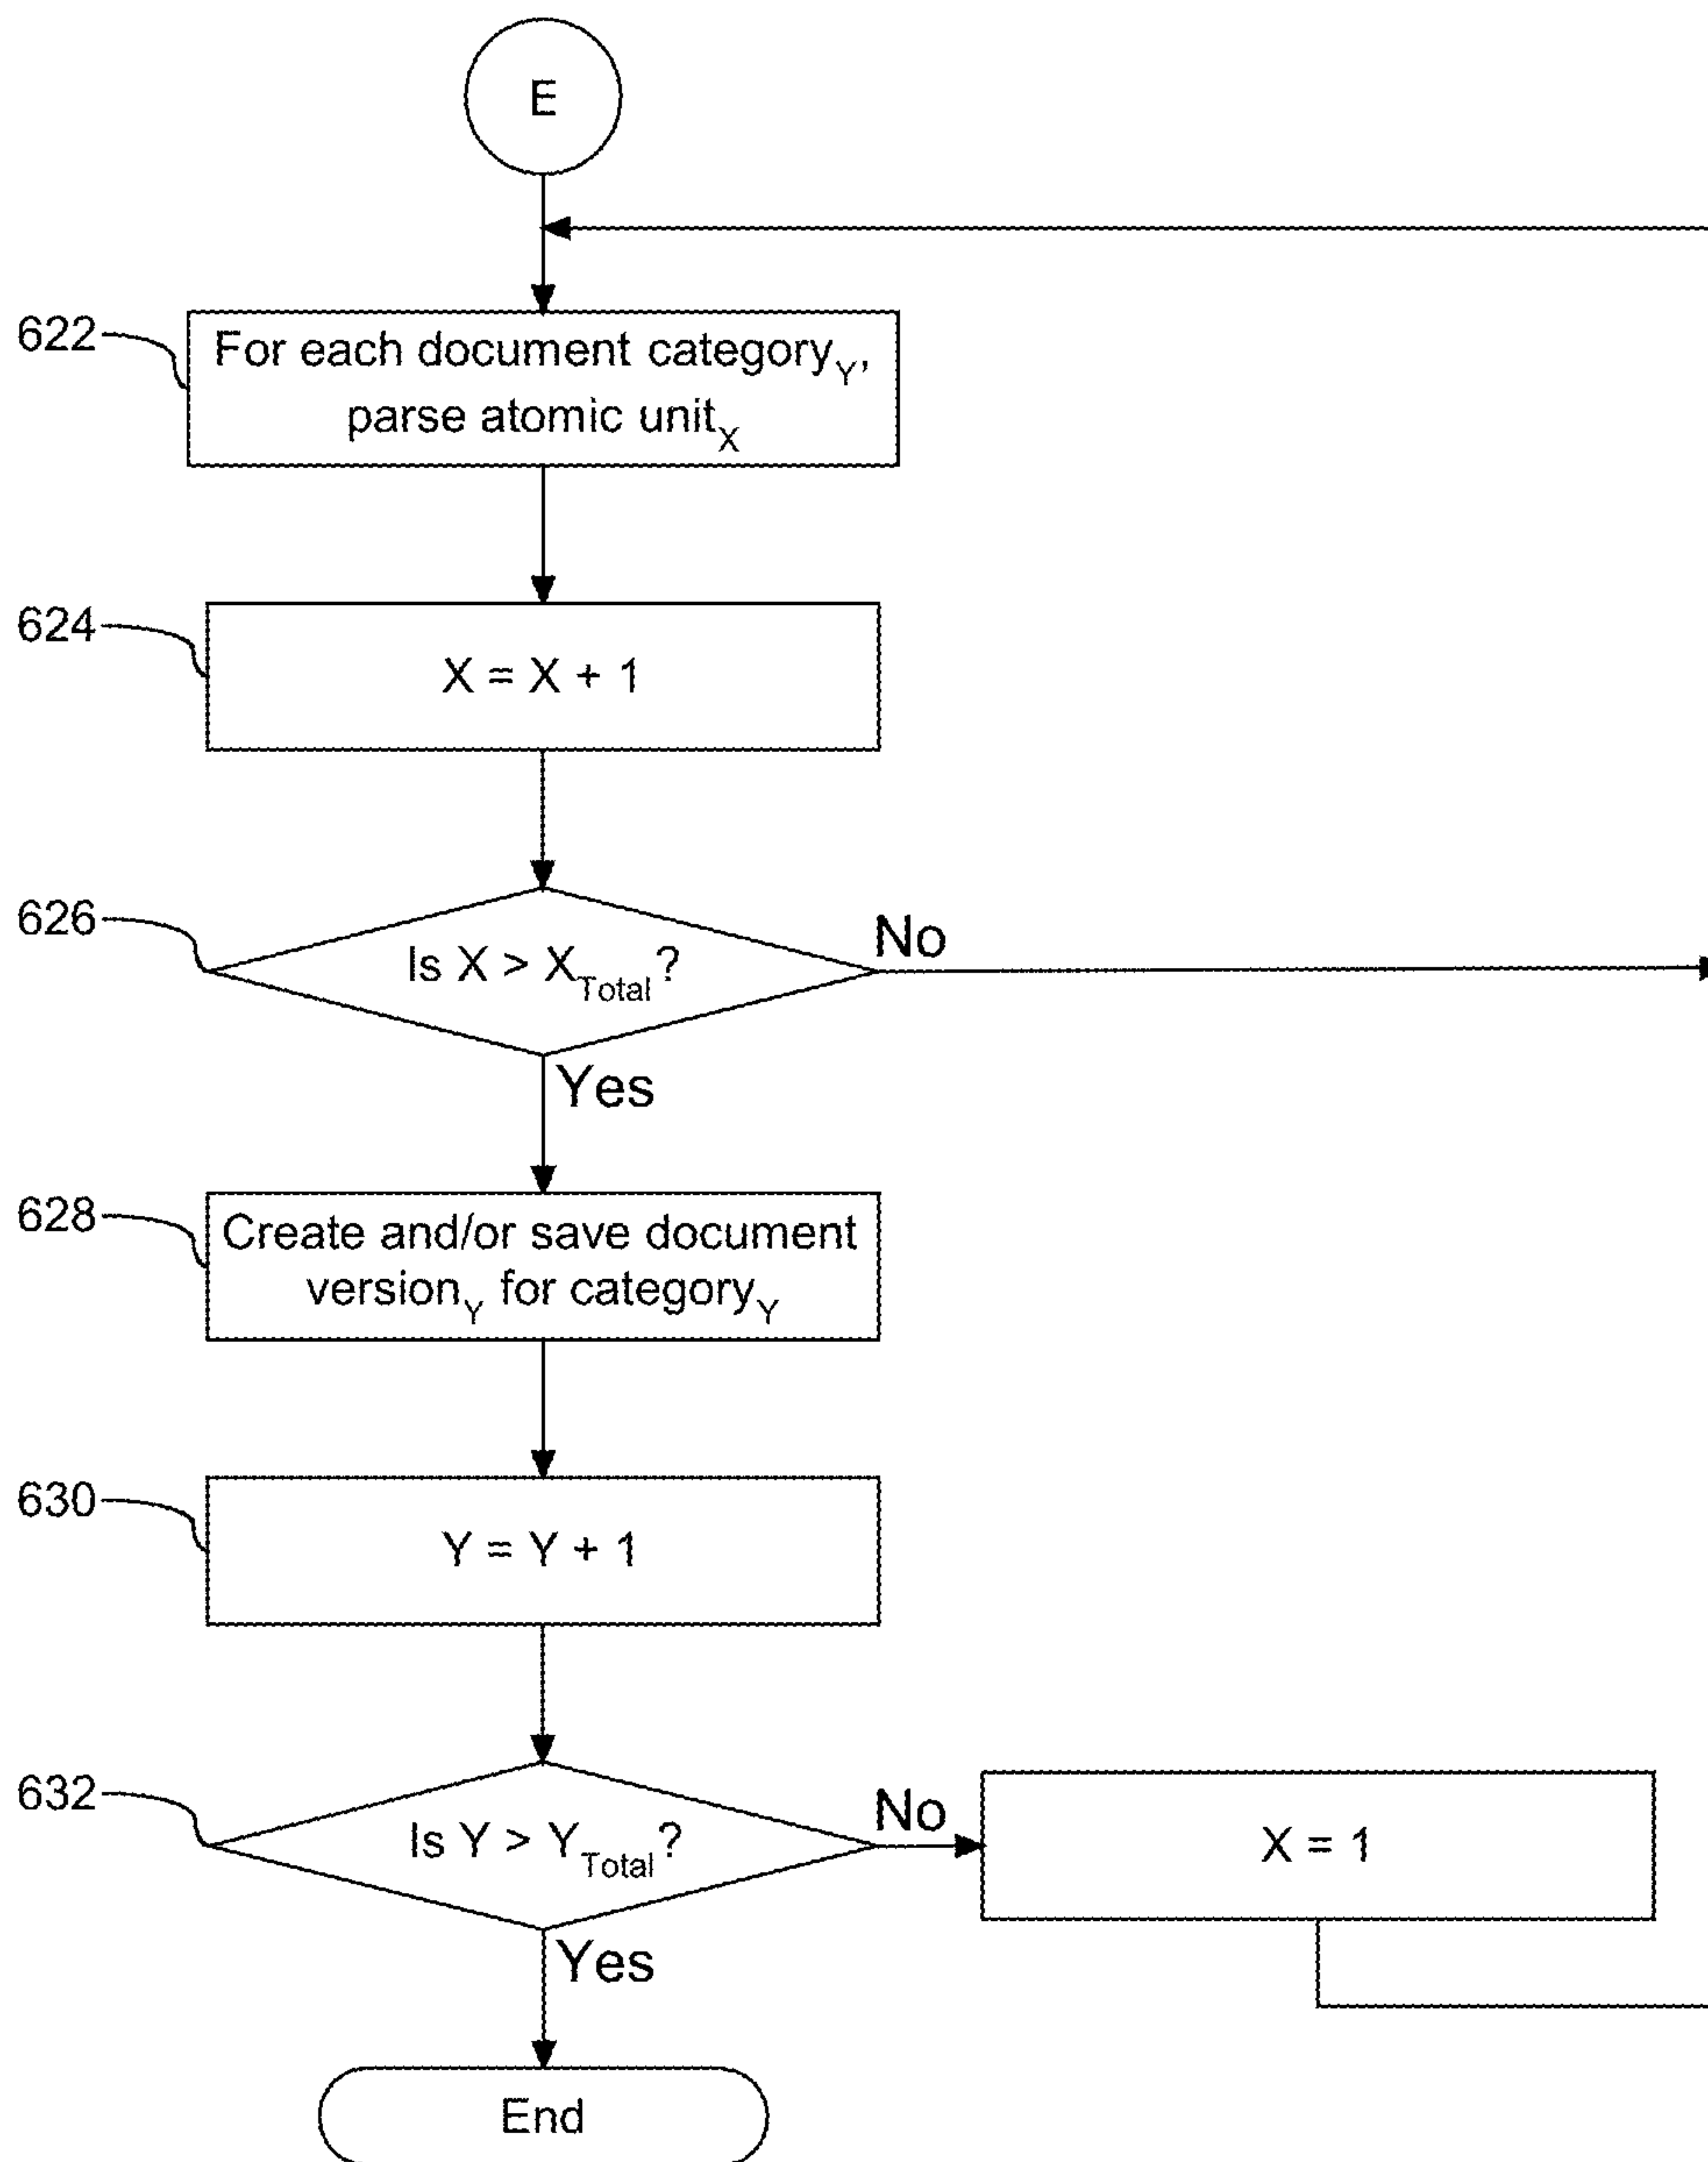 E
622
For each document categoryY,
parse atomic unitX
624
X = X + 1
626
Is X > XTotal?
No
Yes
628
Create and/or save document
versionY for categoryY
630
Y = Y + 1
632
Is Y > YTotal?
No
X = 1
Yes
End